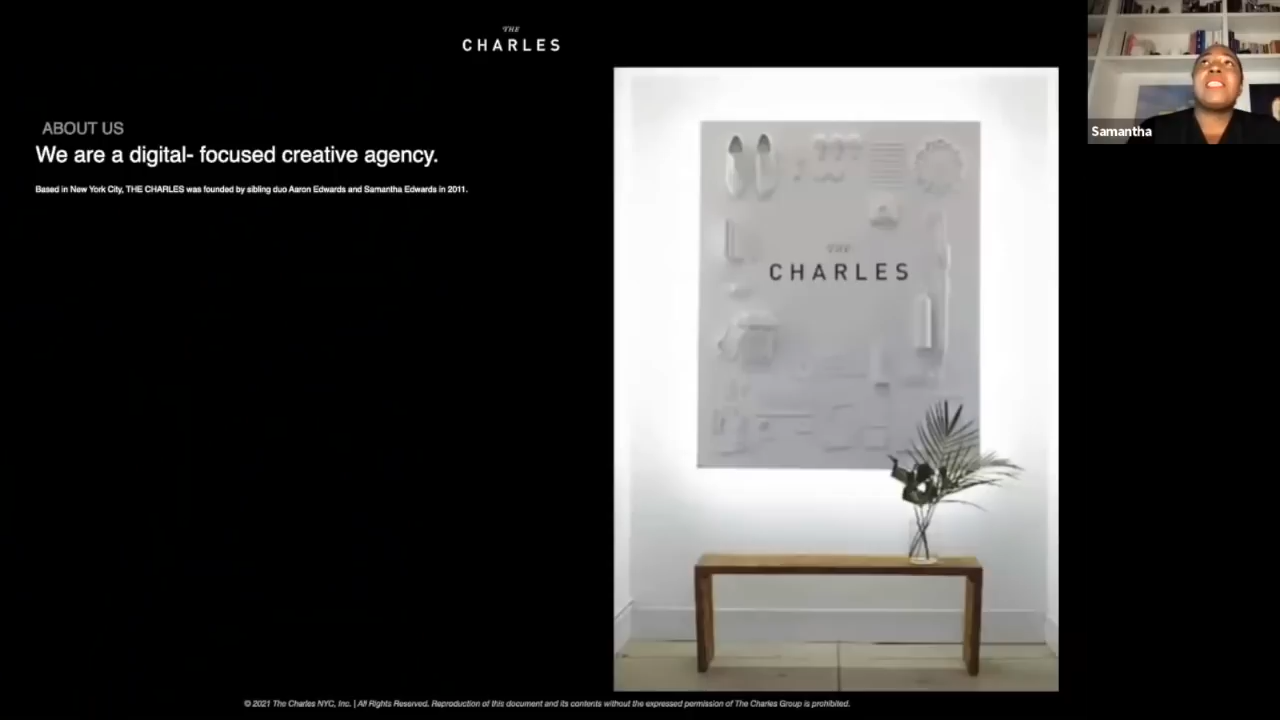 THE
CHARLES
Samantha
ABOUT US
We are a digital- focused creative agency.
Based in New York City, THE CHARLES was founded by sibling duo Aaron Edwards and Samantha Edwards in 2011.
THE
CHARLES
© 2021 The Charles NYC, Inc. | All Rights Reserved. Reproduction of this document and its contents without the expressed permission of The Charles Group is prohibited.